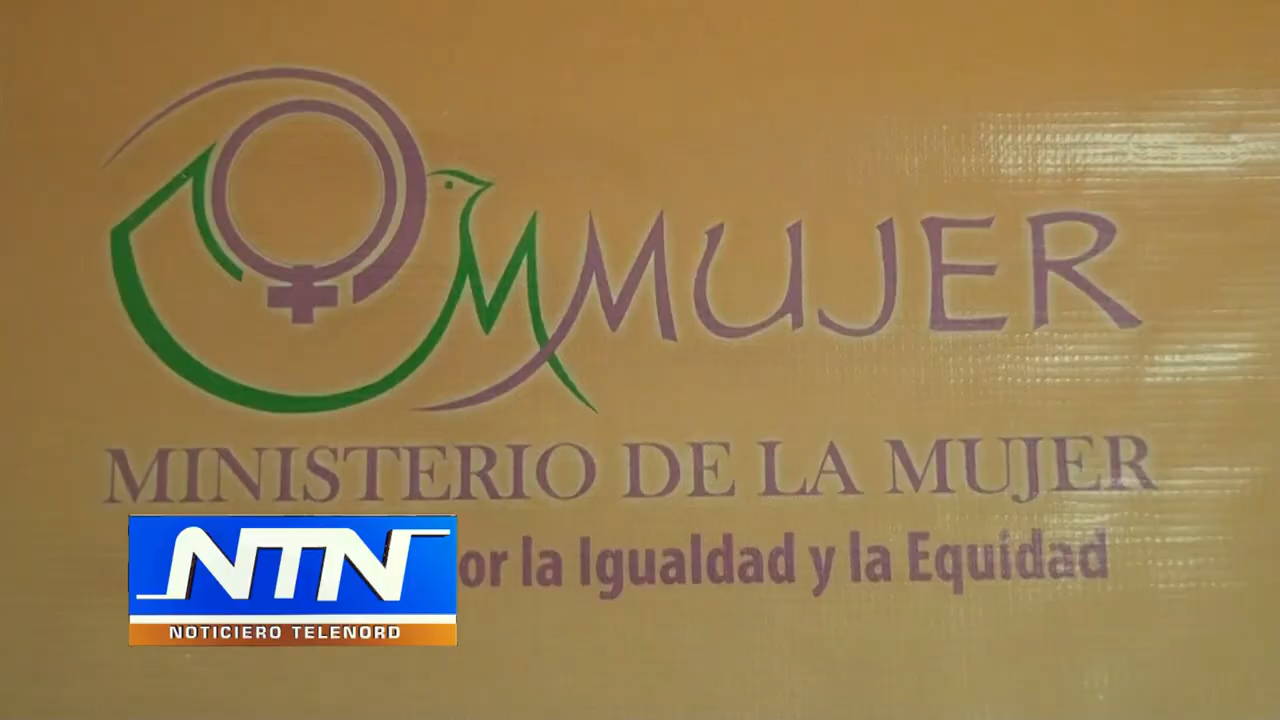 MMUJER
MINISTERIO DE LA MUJER
or la Igualdad y la Equidad
NTN
NOTICIERO TELENORD